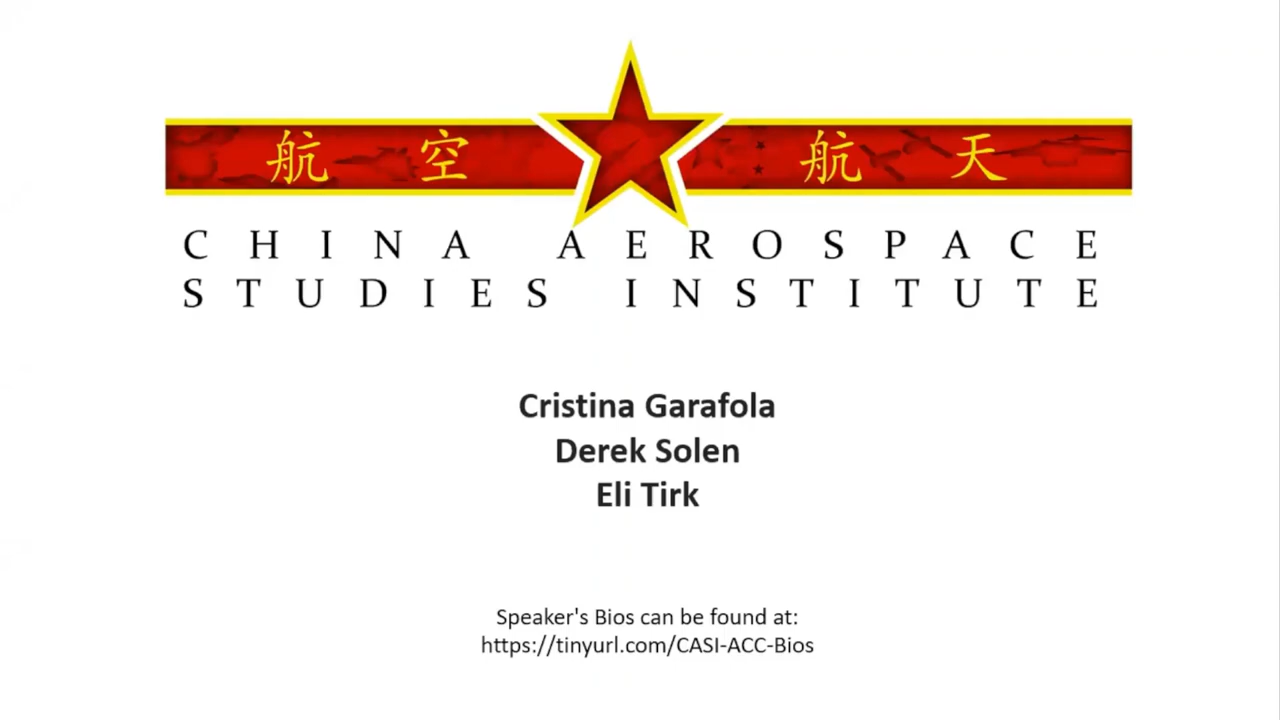 航空 航天
CHINA AEROSPACE
STUDIES INSTITUTE
Cristina Garafola
Derek Solen
Eli Tirk
Speaker's Bios can be found at:
https://tinyurl.com/CASI-ACC-Bios